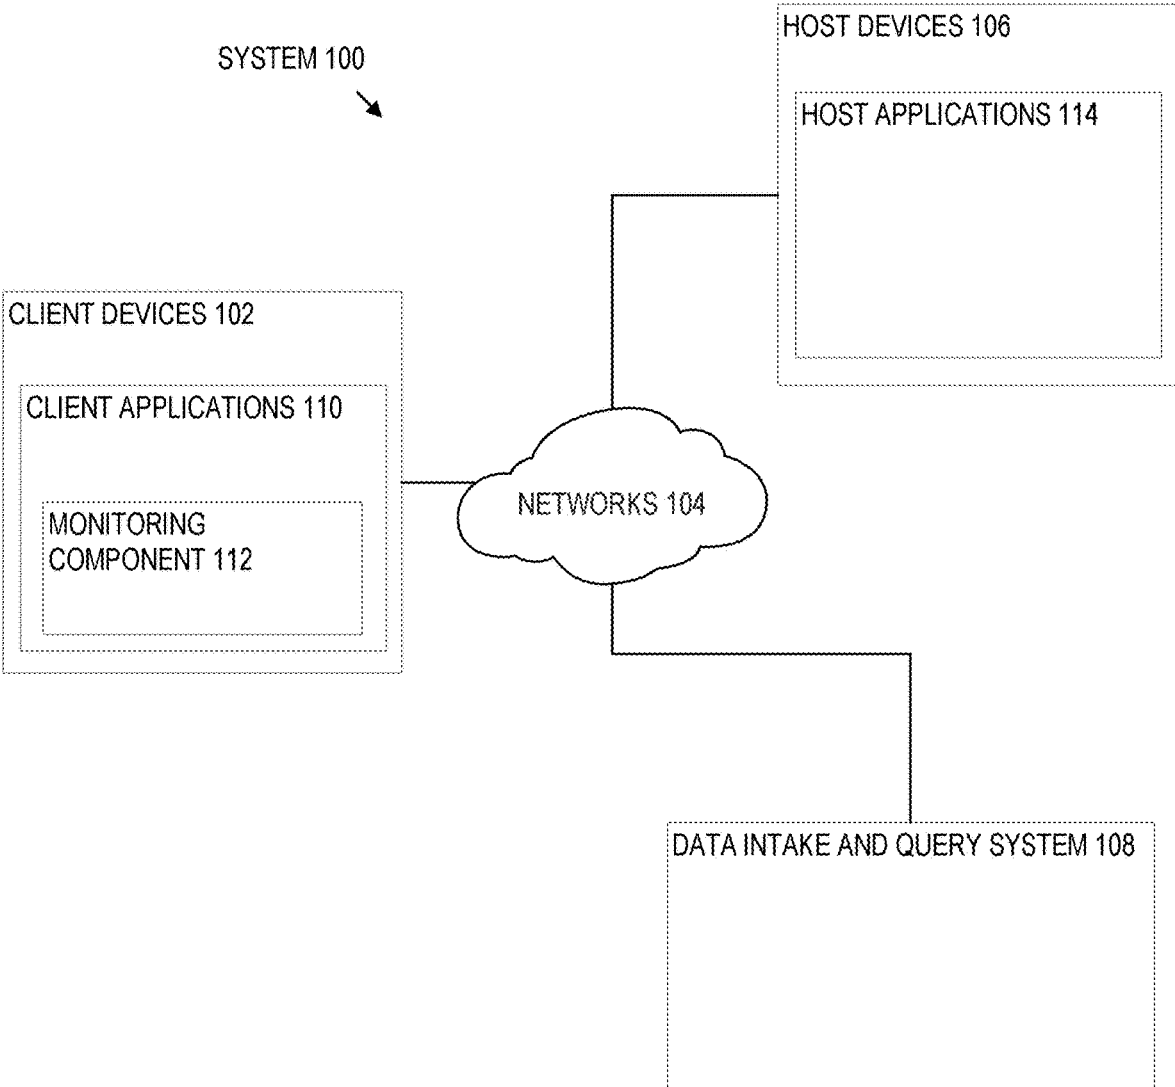 HOST DEVICES 106
SYSTEM 100
HOST APPLICATIONS 114
CLIENT DEVICES 102
CLIENT APPLICATIONS 110
NETWORKS 104
MONITORING
COMPONENT 112
DATA INTAKE AND QUERY SYSTEM 108